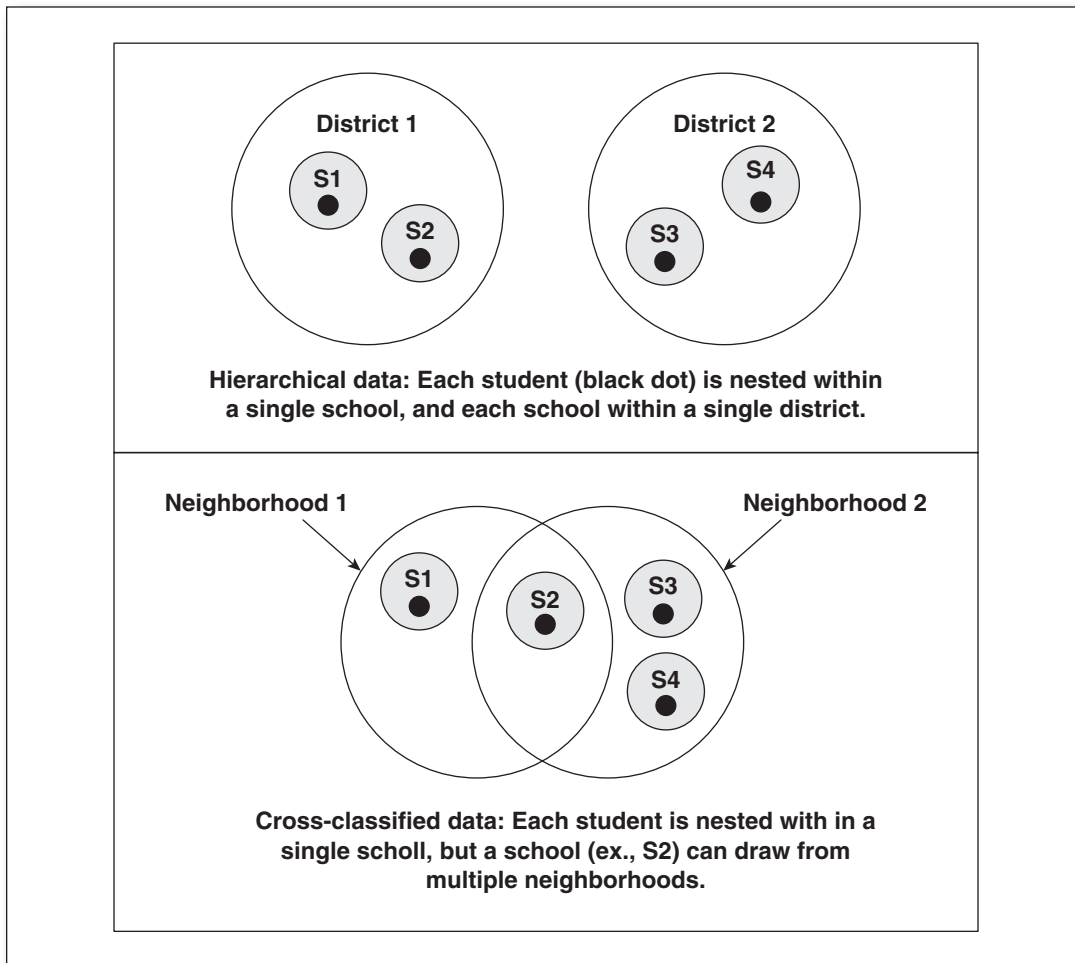 District 1
District 2
S1
S2
S4
S3
Hierarchical data: Each student (black dot) is nested within
a single school, and each school within a single district.
Neighborhood 1
Neighborhood 2
S1
S2
S3
S4
Cross-classified data: Each student is nested with in a
single scholl, but a school (ex., S2) can draw from
multiple neighborhoods.